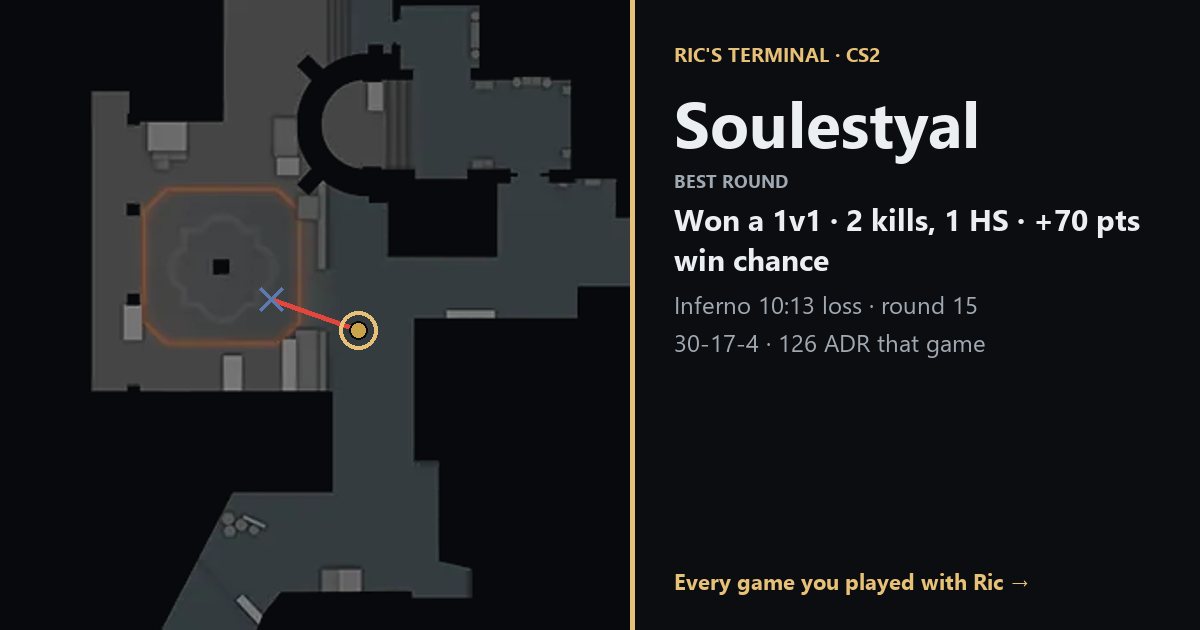 RIC'S TERMINAL · CS2
Soulestyal
BEST ROUND
Won a 1v1 · 2 kills, 1 HS · +70 pts
win chance
Inferno 10:13 loss · round 15
30-17-4 · 126 ADR that game
Every game you played with Ric →